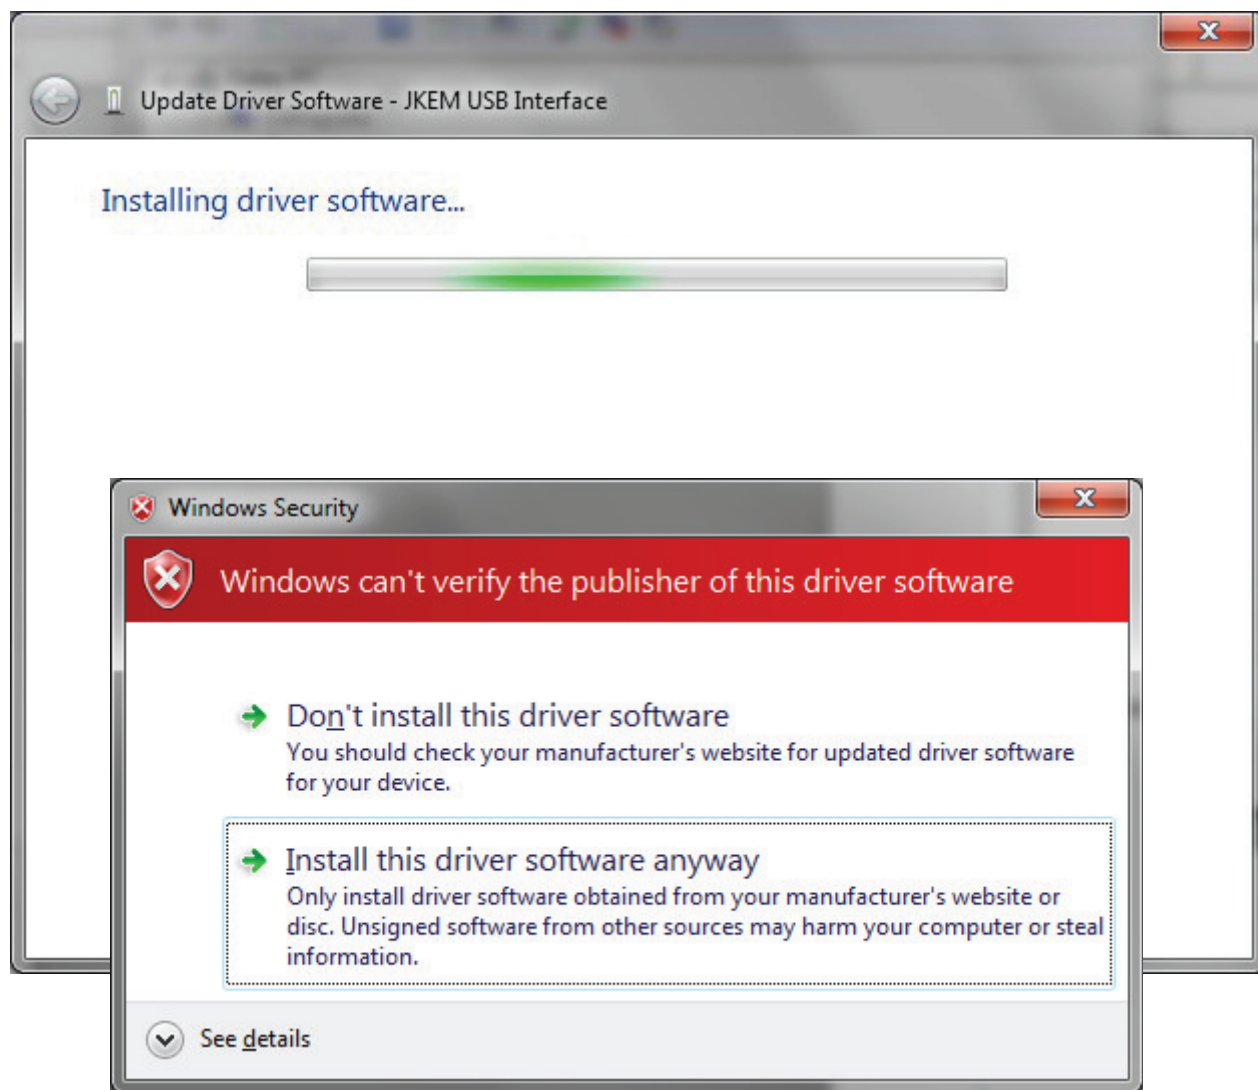 Update Driver Software - JKEM USB Interface
Installing driver software...
Windows Security
Windows can't verify the publisher of this driver software
Don't install this driver software
You should check your manufacturer's website for updated driver software
for your device.
Install this driver software anyway
Only install driver software obtained from your manufacturer's website or
disc. Unsigned software from other sources may harm your computer or steal
information.
See details